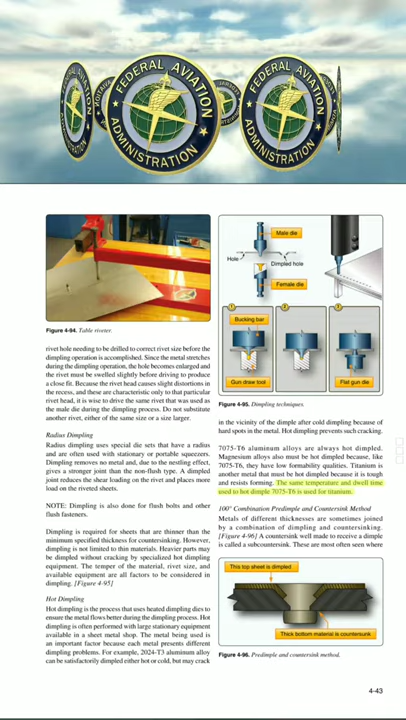 FEDERAL AVIATION
ADMINISTRATION
FEDERAL AVIATION
ADMINISTRATION
Figure 4-94. Table riveter.
rivet hole needing to be drilled to correct rivet size before the
dimpling operation is accomplished. Since the metal stretches
during the dimpling operation, the hole becomes enlarged and
the rivet must be swelled slightly before driving to produce
a close fit. Because the rivet head causes slight distortions in
the recess, and these are characteristic only to that particular
rivet head, it is wise to drive the same rivet that was used as
the male die during the dimpling process. Do not substitute
another rivet, either of the same size or a size larger.
Radius Dimpling
Radius dimpling uses special die sets that have a radius
and are often used with stationary or portable squeezers.
Dimpling removes no metal and, due to the nestling effect,
gives a stronger joint than the non-flush type. A dimpled
joint reduces the shear loading on the rivet and places more
load on the riveted sheets.
NOTE: Dimpling is also done for flush bolts and other
flush fasteners.
Dimpling is required for sheets that are thinner than the
minimum specified thickness for countersinking. However,
dimpling is not limited to thin materials. Heavier parts may
be dimpled without cracking by specialized hot dimpling
equipment. The temper of the material, rivet size, and
available equipment are all factors to be considered in
dimpling. [Figure 4-95]
Hot Dimpling
Hot dimpling is the process that uses heated dimpling dies to
ensure the metal flows better during the dimpling process. Hot
dimpling is often performed with large stationary equipment
available in a sheet metal shop. The metal being used is
an important factor because each metal presents different
dimpling problems. For example, 2024-T3 aluminum alloy
can be satisfactorily dimpled either hot or cold, but may crack
Male die
Hole
Dimpled hole
Female die
1
2
3
Bucking bar
Gun draw tool
Flat gun die
Figure 4-95. Dimpling techniques.
in the vicinity of the dimple after cold dimpling because of
hard spots in the metal. Hot dimpling prevents such cracking.
7075-T6 aluminum alloys are always hot dimpled.
Magnesium alloys also must be hot dimpled because, like
7075-T6, they have low formability qualities. Titanium is
another metal that must be hot dimpled because it is tough
and resists forming. The same temperature and dwell time
used to hot dimple 7075-T6 is used for titanium.
100° Combination Predimple and Countersink Method
Metals of different thicknesses are sometimes joined
by a combination of dimpling and countersinking.
[Figure 4-96] A countersink well made to receive a dimple
is called a subcountersink. These are most often seen where
This top sheet is dimpled
Thick bottom material is countersunk
Figure 4-96. Predimple and countersink method.
4-43